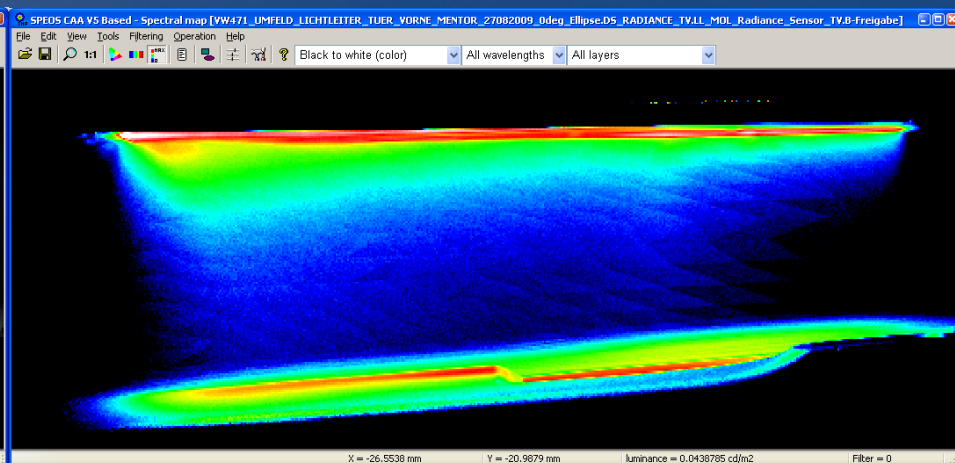 SPEOS CAA V5 Based - Spectral map [VW471_UMFELD_LICHTLEITER_TUER_VORNE_MENTOR_27082009_0deg_Ellipse.DS_RADIANCE_TV.LL_MOL_Radiance_Sensor_TV.B-Freigabe]
File Edit View Tools Filtering Operation Help
1:1 Black to white (color) All wavelengths All layers
X = -26.5538 mm Y = -20.9879 mm luminance = 0.0438785 cd/m2 Filter = 0